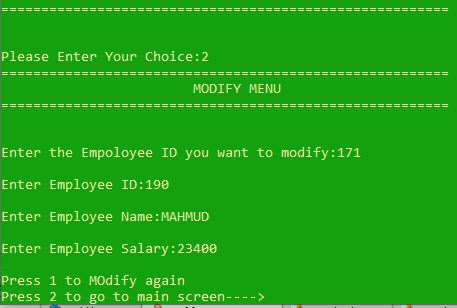 ========================================================
Please Enter Your Choice:2
========================================================
MODIFY MENU
========================================================
Enter the Empoloyee ID you want to modify:171
Enter Employee ID:190
Enter Employee Name:MAHMUD
Enter Employee Salary:23400
Press 1 to MOdify again
Press 2 to go to main screen---->